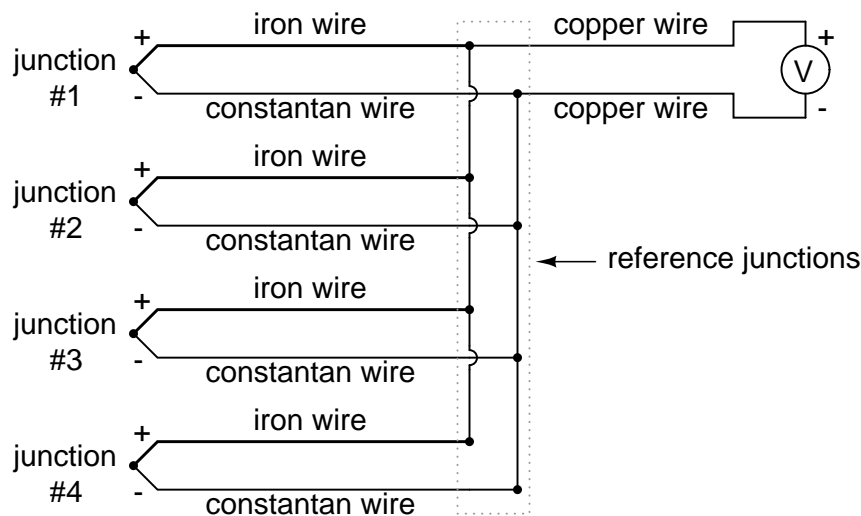 iron wire
copper wire
+
+
junction
#1
V
-
-
constantan wire
copper wire
iron wire
+
junction
#2
-
constantan wire
reference junctions
iron wire
+
junction
#3
-
constantan wire
iron wire
+
junction
#4
-
constantan wire